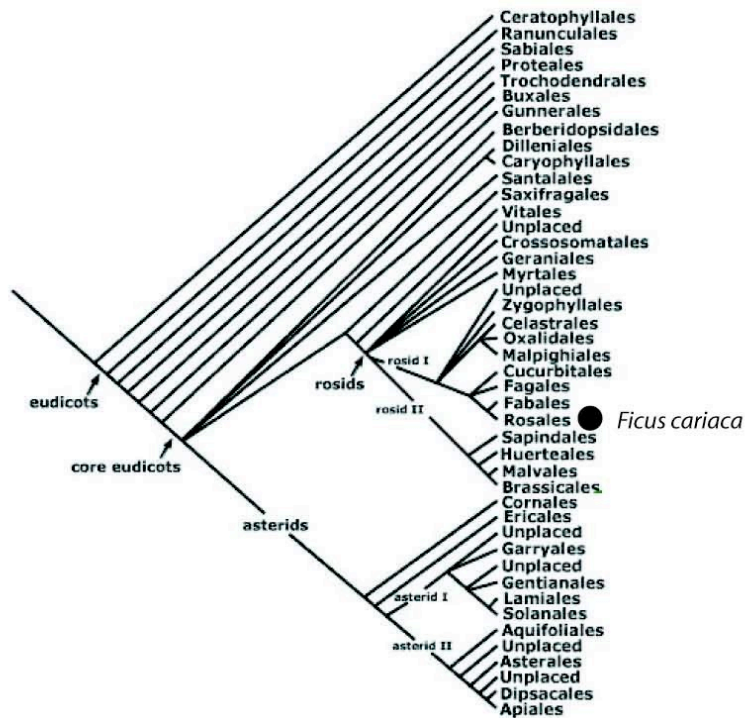 Ceratophyllales
Ranunculales
Sabiales
Proteales
Trochodendrales
Buxales
Gunnerales
Berberidopsidales
Dilleniales
Caryophyllales
Santalales
Saxifragales
Vitales
Unplaced
Crossosomatales
Geraniales
Myrtales
Unplaced
Zygophyllales
Celastrales
Oxalidales
Malpighiales
Cucurbitales
Fagales
Fabales
Rosales
Ficus cariaca
Sapindales
Huerteales
Malvales
Brassicales
Cornales
Ericales
Unplaced
Garryales
Unplaced
Gentianales
Lamiales
Solanales
Aquifoliales
Unplaced
Asterales
Unplaced
Dipsacales
Apiales
eudicots
core eudicots
rosids
rosid I
rosid II
asterids
asterid I
asterid II